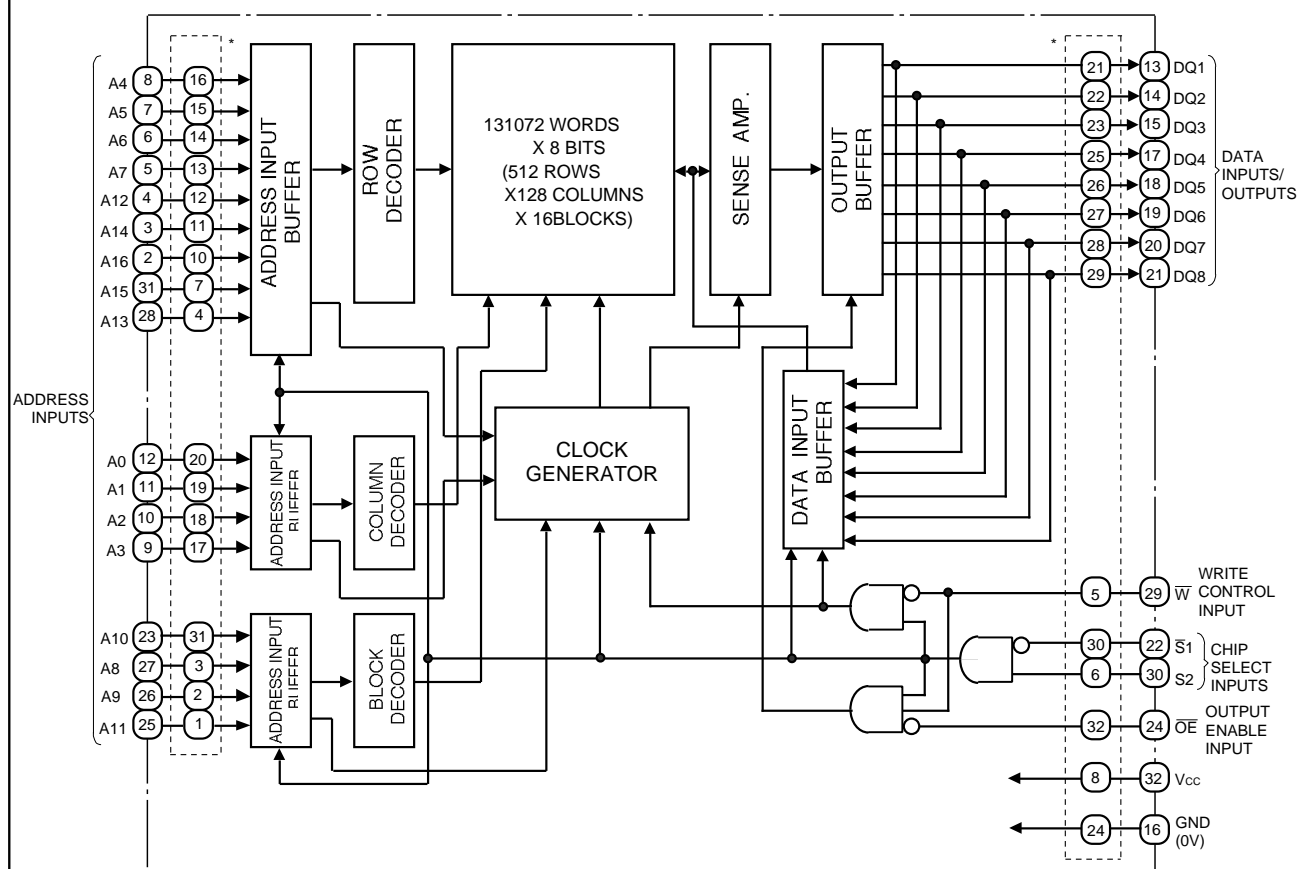 *
*
A4 8 16
A5 7 15
A6 6 14
A7 5 13
A12 4 12
A14 3 11
A16 2 10
A15 31 7
A13 28 4
ADDRESS
INPUTS
A0 12 20
A1 11 19
A2 10 18
A3 9 17
A10 23 31
A8 27 3
A9 26 2
A11 25 1
ADDRESS INPUT
BUFFER
ROW
DECODER
131072 WORDS
X 8 BITS
(512 ROWS
X128 COLUMNS
X 16BLOCKS)
SENSE AMP.
OUTPUT
BUFFER
ADDRESS INPUT
BUFFER
COLUMN
DECODER
CLOCK
GENERATOR
DATA INPUT
BUFFER
ADDRESS INPUT
BUFFER
BLOCK
DECODER
21 13 DQ1
22 14 DQ2
23 15 DQ3
25 17 DQ4
26 18 DQ5
27 19 DQ6
28 20 DQ7
29 21 DQ8
DATA
INPUTS/
OUTPUTS
5 29 W̅
WRITE
CONTROL
INPUT
30 22 S̅1
6 30 S2
CHIP
SELECT
INPUTS
32 24 O̅E̅
OUTPUT
ENABLE
INPUT
8 32 Vcc
24 16 GND
(0V)